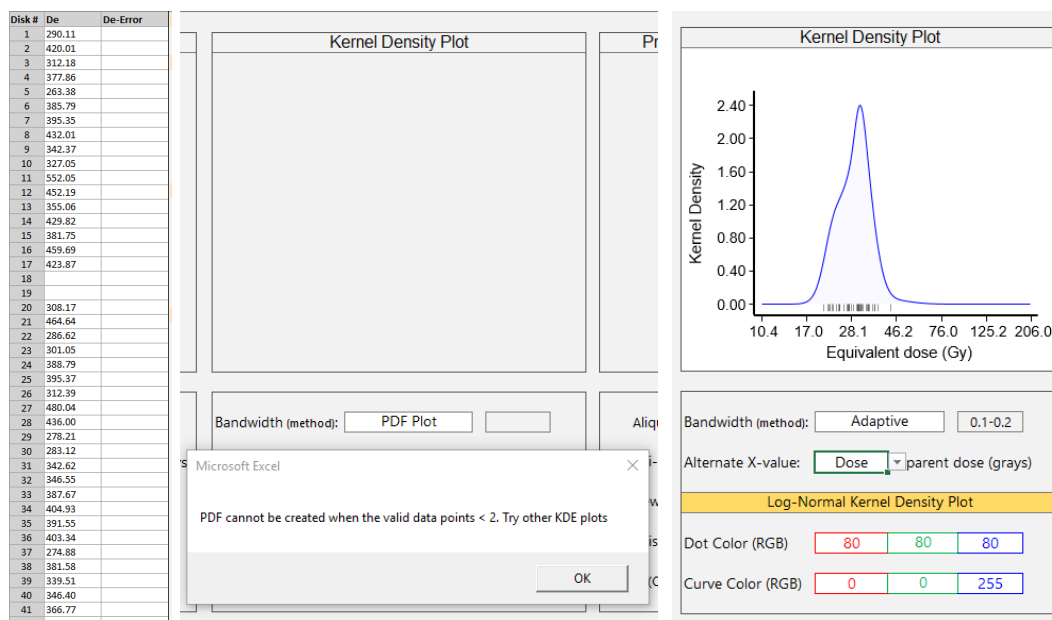 Disk # De De-Error
1 290.11
2 420.01
3 312.18
4 377.86
5 263.38
6 385.79
7 395.35
8 432.01
9 342.37
10 327.05
11 552.05
12 452.19
13 355.06
14 429.82
15 381.75
16 459.69
17 423.87
18
19
20 308.17
21 464.64
22 286.62
23 301.05
24 388.79
25 395.37
26 312.39
27 480.04
28 436.00
29 278.21
30 283.12
31 342.62
32 346.55
33 387.67
34 404.93
35 391.55
36 403.34
37 274.88
38 381.58
39 339.51
40 346.40
41 366.77
Kernel Density Plot
Pr
Bandwidth (method): PDF Plot
Aliqu
Microsoft Excel
PDF cannot be created when the valid data points < 2. Try other KDE plots
OK
Kernel Density Plot
Kernel Density
2.40
2.00
1.60
1.20
0.80
0.40
0.00
10.4 17.0 28.1 46.2 76.0 125.2 206.0
Equivalent dose (Gy)
Bandwidth (method): Adaptive 0.1-0.2
Alternate X-value: Dose parent dose (grays)
Log-Normal Kernel Density Plot
Dot Color (RGB) 80 80 80
Curve Color (RGB) 0 0 255